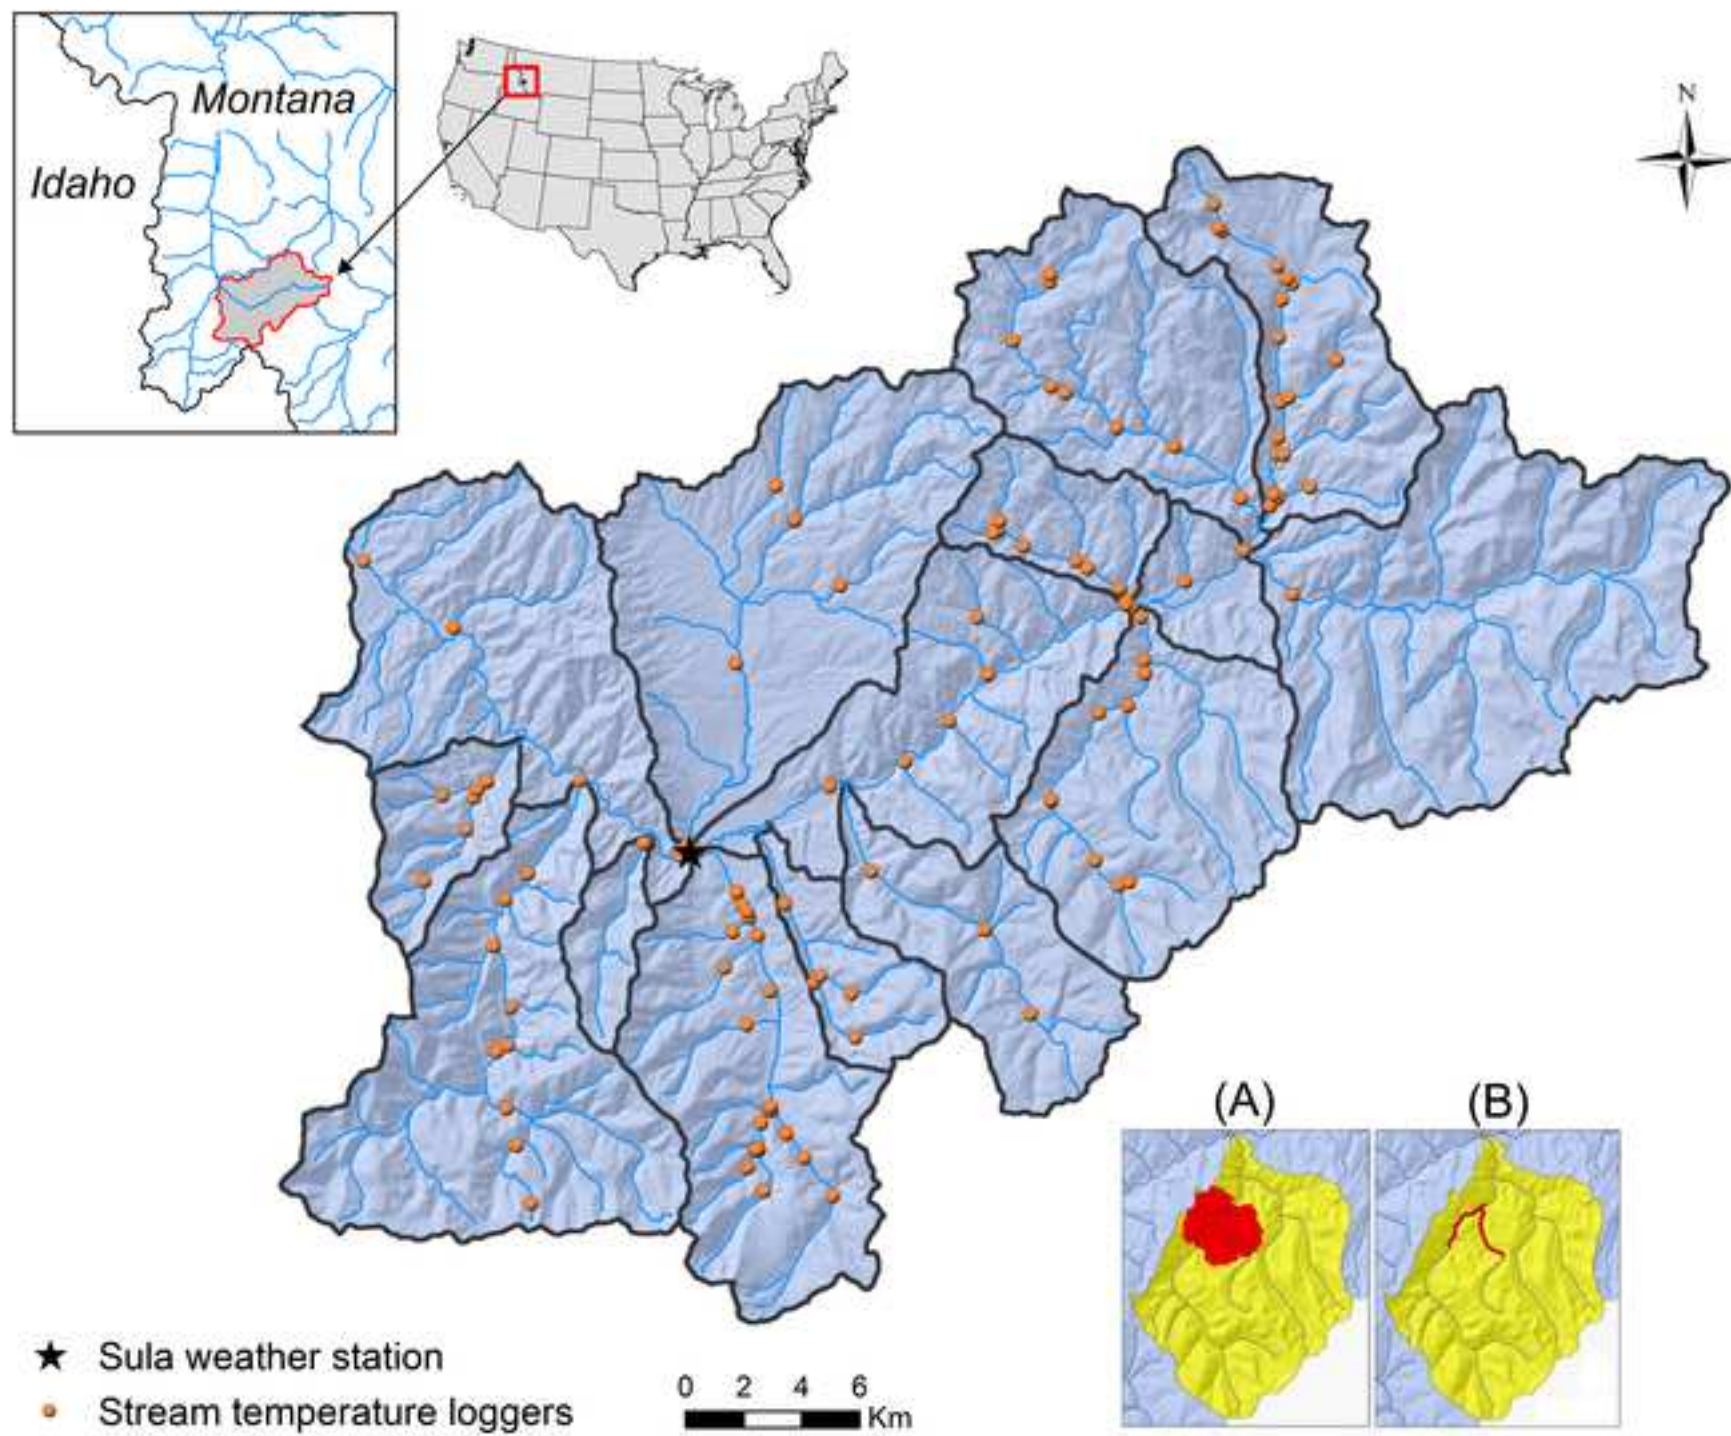 Montana
Idaho
N
(A)
(B)
Sula weather station
Stream temperature loggers
0 2 4 6
Km